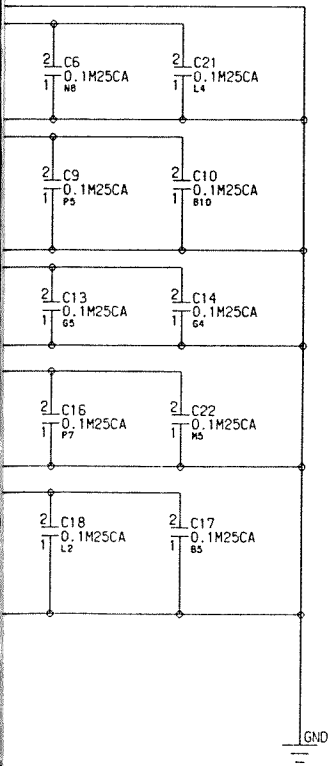 2 C6 2 C21
0.1M25CA 0.1M25CA
1 N8 1 L4
2 C9 2 C10
0.1M25CA 0.1M25CA
1 P5 1 B10
2 C13 2 C14
0.1M25CA 0.1M25CA
1 G5 1 G4
2 C16 2 C22
0.1M25CA 0.1M25CA
1 P7 1 M5
2 C18 2 C17
0.1M25CA 0.1M25CA
1 L2 1 B5
GND